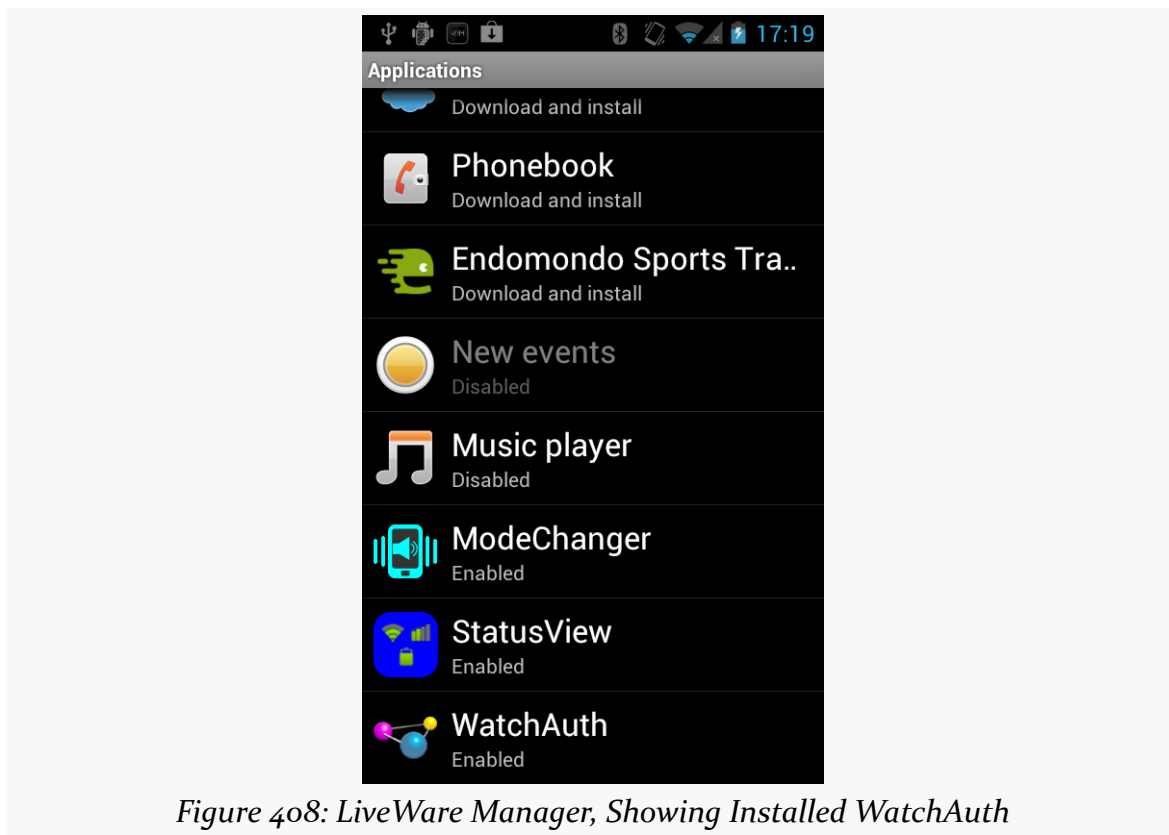 17:19
Applications
Download and install
Phonebook
Download and install
Endomondo Sports Tra..
Download and install
New events
Disabled
Music player
Disabled
ModeChanger
Enabled
StatusView
Enabled
WatchAuth
Enabled
Figure 408: LiveWare Manager, Showing Installed WatchAuth